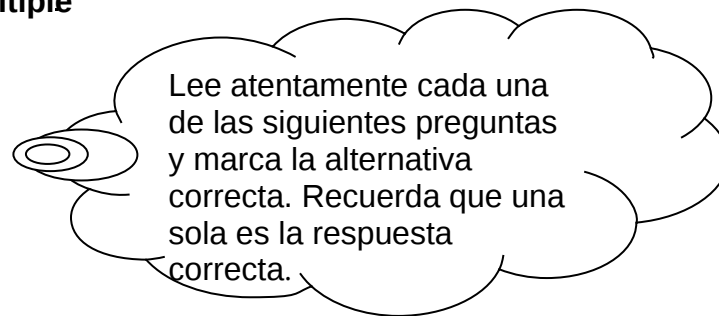 Lee atentamente cada una
de las siguientes preguntas
y marca la alternativa
correcta. Recuerda que una
sola es la respuesta
correcta.